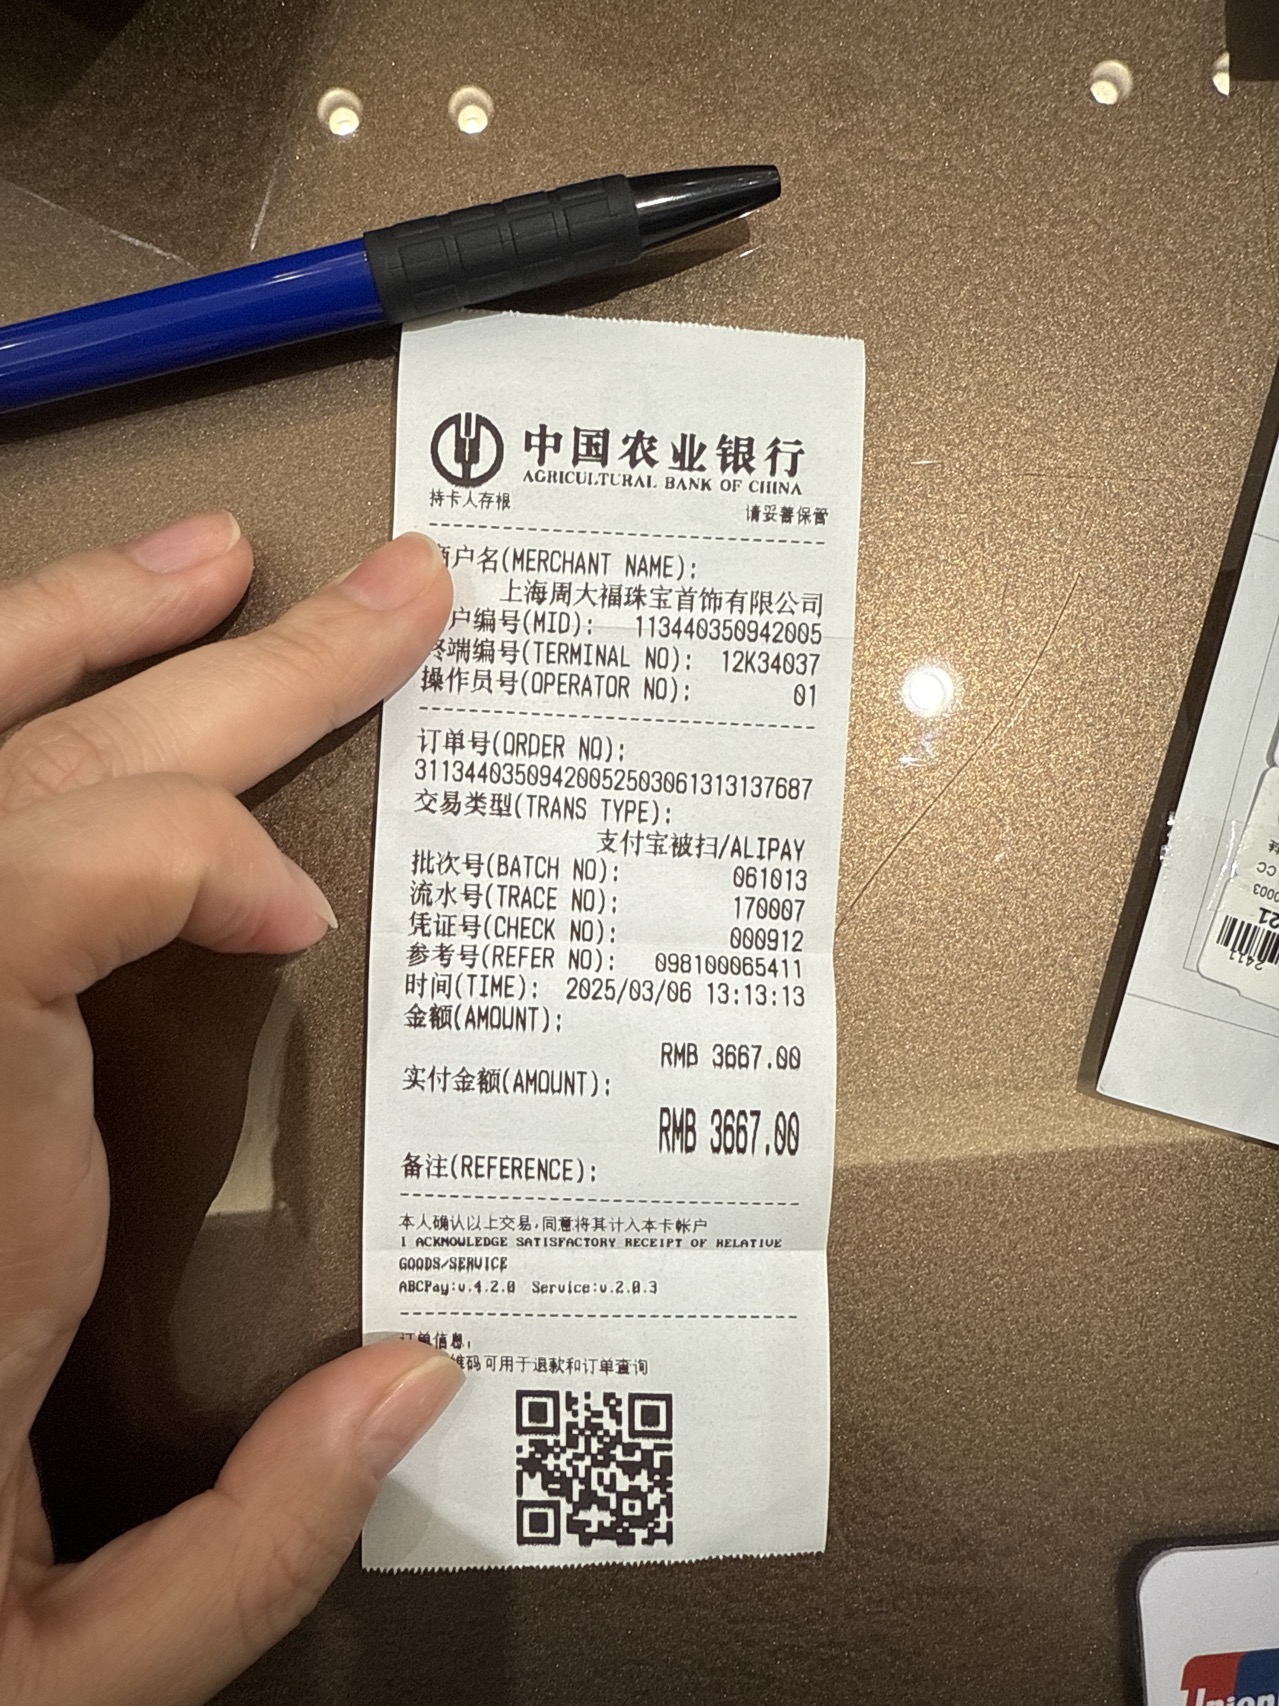 中国农业银行
AGRICULTURAL BANK OF CHINA
持卡人存根 请妥善保管
商户名(MERCHANT NAME):
上海周大福珠宝首饰有限公司
户编号(MID): 113440350942005
终端编号(TERMINAL NO): 12K34037
操作员号(OPERATOR NO): 01
订单号(ORDER NO):
31134403509420052503061313137687
交易类型(TRANS TYPE):
支付宝被扫/ALIPAY
批次号(BATCH NO): 061013
流水号(TRACE NO): 170007
凭证号(CHECK NO): 000912
参考号(REFER NO): 098100065411
时间(TIME): 2025/03/06 13:13:13
金额(AMOUNT):
RMB 3667.00
实付金额(AMOUNT):
RMB 3667.00
备注(REFERENCE):
本人确认以上交易,同意将其计入本卡帐户
I ACKNOWLEDGE SATISFACTORY RECEIPT OF RELATIVE
GOODS/SERVICE
ABCPay:v.4.2.0 Service:v.2.0.3
订单信息:
维码可用于退款和订单查询
UnionPay